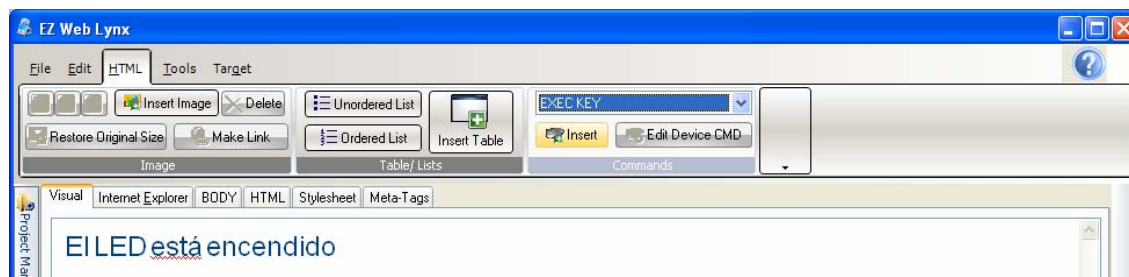 EZ Web Lynx
File Edit HTML Tools Target
Insert Image Delete Unordered List EXEC KEY
Restore Original Size Make Link Ordered List Insert Table Insert Edit Device CMD
Image Table/ Lists Commands
Visual Internet Explorer BODY HTML Stylesheet Meta-Tags
Project Mar
El LED está encendido